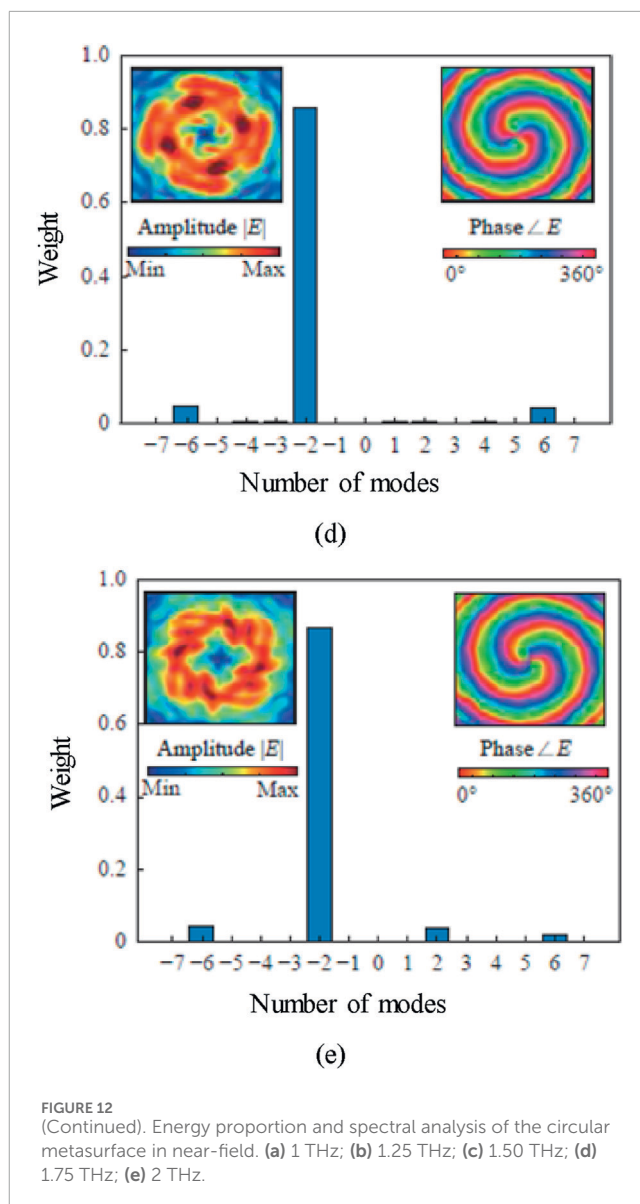 1.0
0.8
0.6
0.4
0.2
0
Weight
Amplitude |E|
Min Max
Phase ∠E
0° 360°
−7 −6 −5 −4 −3 −2 −1 0 1 2 3 4 5 6 7
Number of modes
(d)
1.0
0.8
0.6
0.4
0.2
0
Weight
Amplitude |E|
Min Max
Phase ∠E
0° 360°
−7 −6 −5 −4 −3 −2 −1 0 1 2 3 4 5 6 7
Number of modes
(e)
FIGURE 12
(Continued). Energy proportion and spectral analysis of the circular
metasurface in near-field. (a) 1 THz; (b) 1.25 THz; (c) 1.50 THz; (d)
1.75 THz; (e) 2 THz.